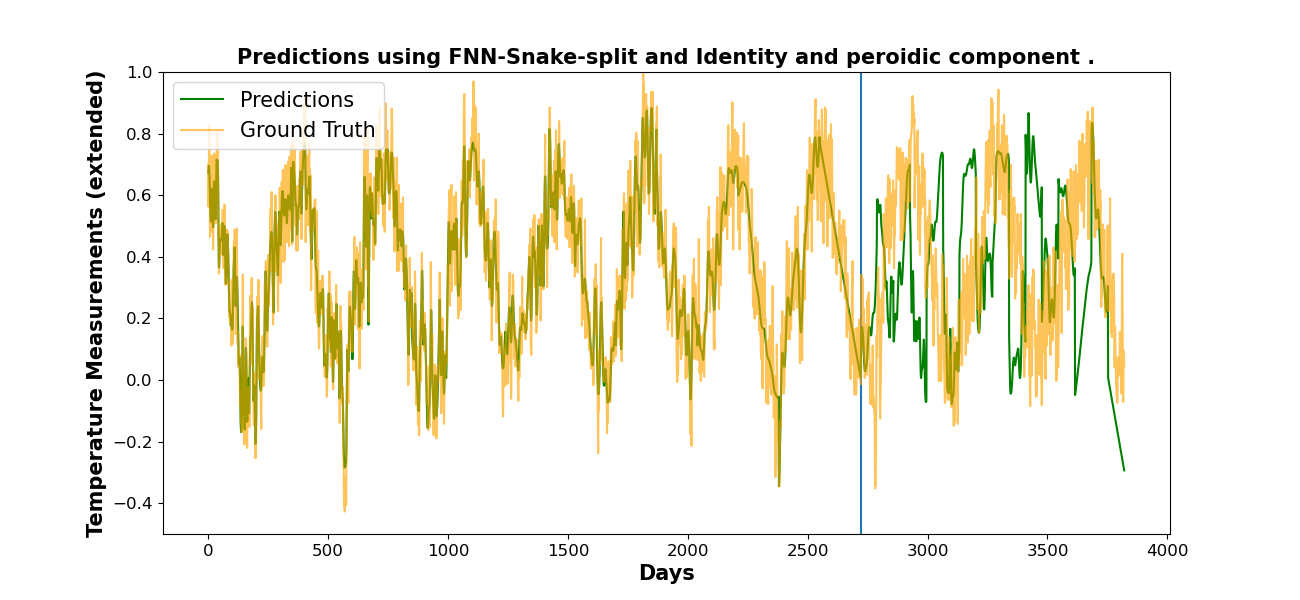 Predictions using FNN-Snake-split and Identity and peroidic component .
Temperature Measurements (extended)
Predictions
Ground Truth
1.0
0.8
0.6
0.4
0.2
0.0
−0.2
−0.4
0 500 1000 1500 2000 2500 3000 3500 4000
Days